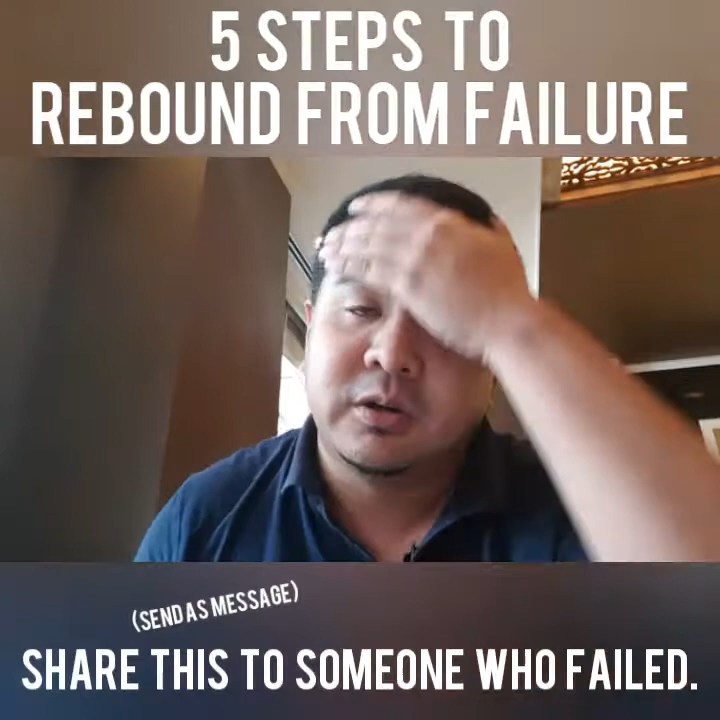 5 STEPS TO
REBOUND FROM FAILURE
(SEND AS MESSAGE)
SHARE THIS TO SOMEONE WHO FAILED.